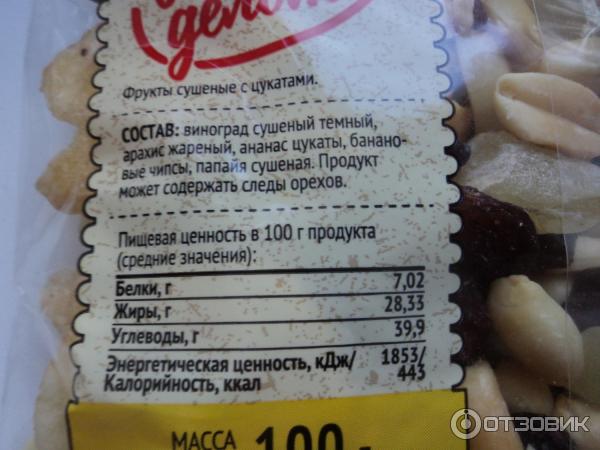 Фрукты сушеные с цукатами.
СОСТАВ: виноград сушеный темный,
арахис жареный, ананас цукаты, банано-
вые чипсы, папайя сушеная. Продукт
может содержать следы орехов.
Пищевая ценность в 100 г продукта
(средние значения):
Белки, г 7,02
Жиры, г 28,33
Углеводы, г 39,9
Энергетическая ценность, кДж/ 1853/
Калорийность, ккал 443
МАССА 100
ОТЗОВИК